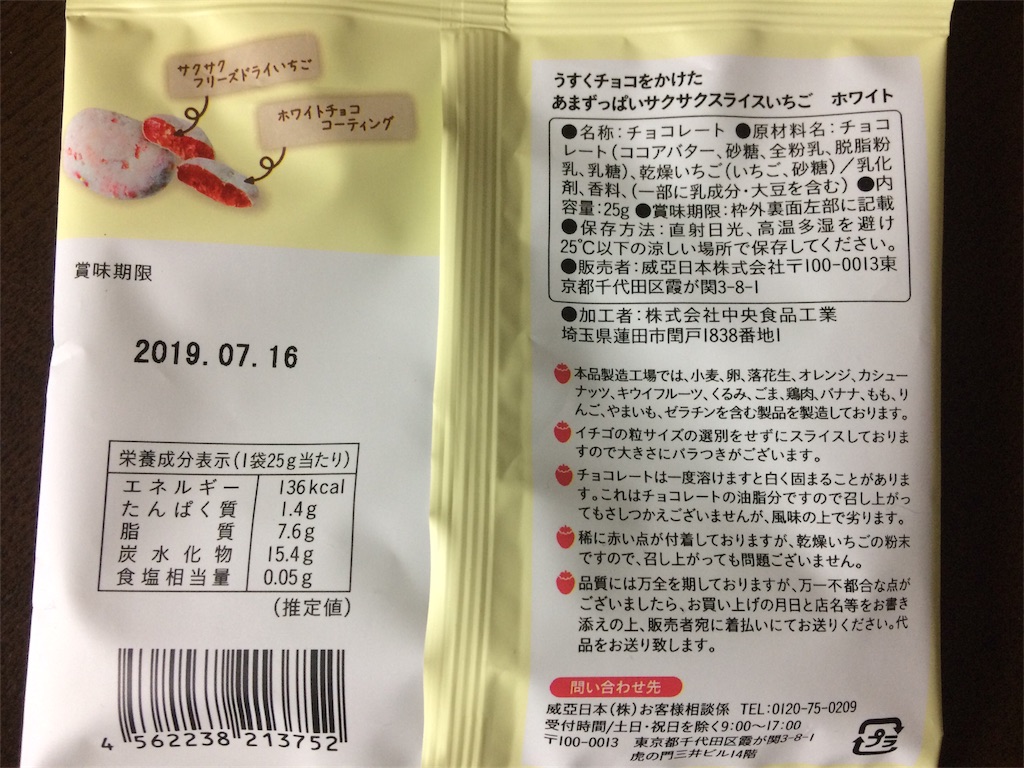 サクサク
フリーズドライいちご
ホワイトチョコ
コーティング
賞味期限
2019.07.16
栄養成分表示(1袋25g当たり)
エネルギー 136kcal
たんぱく質 1.4g
脂質 7.6g
炭水化物 15.4g
食塩相当量 0.05g
(推定値)
4 562238 213752
うすくチョコをかけた
あまずっぱいサクサクスライスいちご ホワイト
●名称:チョコレート ●原材料名:チョコ
レート(ココアバター、砂糖、全粉乳、脱脂粉
乳、乳糖)、乾燥いちご(いちご、砂糖)/乳化
剤、香料、(一部に乳成分・大豆を含む) ●内
容量:25g ●賞味期限:枠外裏面左部に記載
●保存方法:直射日光、高温多湿を避け
25℃以下の涼しい場所で保存してください。
●販売者:威亞日本株式会社〒100-0013東
京都千代田区霞が関3-8-1
●加工者:株式会社中央食品工業
埼玉県蓮田市閏戸1838番地1
本品製造工場では、小麦、卵、落花生、オレンジ、カシュー
ナッツ、キウイフルーツ、くるみ、ごま、鶏肉、バナナ、もも、り
んご、やまいも、ゼラチンを含む製品を製造しております。
イチゴの粒サイズの選別をせずにスライスしておりま
すので大きさにバラつきがございます。
チョコレートは一度溶けますと白く固まることがありま
す。これはチョコレートの油脂分ですので召し上がっ
てもさしつかえございませんが、風味の上で劣ります。
稀に赤い点が付着しておりますが、乾燥いちごの粉末
ですので、召し上がっても問題ございません。
品質には万全を期しておりますが、万一不都合な点が
ございましたら、お買い上げの月日と店名等をお書き
添えの上、販売者宛に着払いにてお送りください。代
品をお送り致します。
問い合わせ先
威亞日本(株)お客様相談係 TEL:0120-75-0209
受付時間/土日・祝日を除く9:00〜17:00
〒100-0013 東京都千代田区霞が関3-8-1
虎の門三井ビル14階
プラ